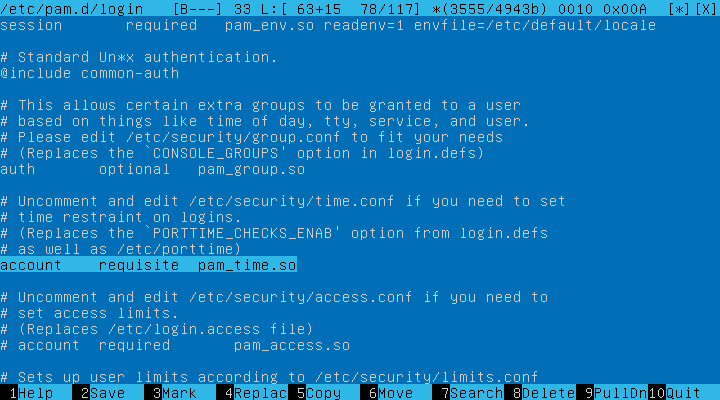 /etc/pam.d/login   [B---] 33 L:[ 63+15  78/117] *(3555/4943b) 0010 0x00A  [*][X]
session        required   pam_env.so readenv=1 envfile=/etc/default/locale

# Standard Un*x authentication.
@include common-auth

# This allows certain extra groups to be granted to a user
# based on things like time of day, tty, service, and user.
# Please edit /etc/security/group.conf to fit your needs
# (Replaces the `CONSOLE_GROUPS' option in login.defs)
auth       optional   pam_group.so

# Uncomment and edit /etc/security/time.conf if you need to set
# time restraint on logins.
# (Replaces the `PORTTIME_CHECKS_ENAB' option from login.defs
# as well as /etc/porttime)
account    requisite  pam_time.so

# Uncomment and edit /etc/security/access.conf if you need to
# set access limits.
# (Replaces /etc/login.access file)
# account  required       pam_access.so

# Sets up user limits according to /etc/security/limits.conf
1Help  2Save  3Mark  4Replac 5Copy  6Move  7Search 8Delete 9PullDn 10Quit